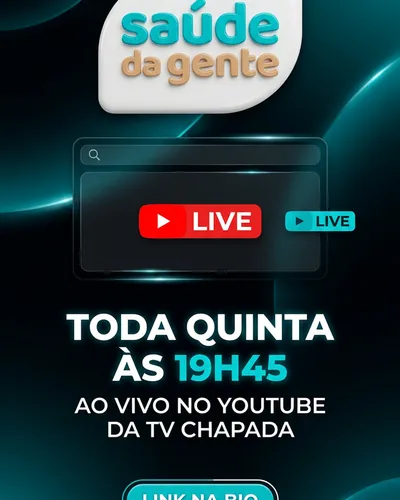 saúde
da gente
LIVE
LIVE
TODA QUINTA
ÀS 19H45
AO VIVO NO YOUTUBE
DA TV CHAPADA
LINK NA BIO